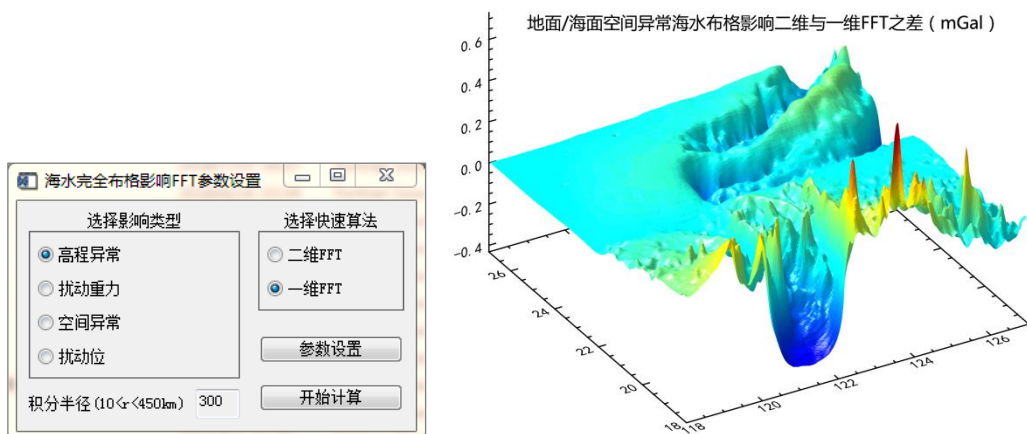 地面/海面空间异常海水布格影响二维与一维FFT之差（mGal）
0.6
0.4
0.2
0.0
-0.2
-0.4
26
24
22
20
18
118
120
122
124
126
海水完全布格影响FFT参数设置
选择影响类型
高程异常
扰动重力
空间异常
扰动位
选择快速算法
二维FFT
一维FFT
参数设置
积分半径(10<r<450km) 300
开始计算